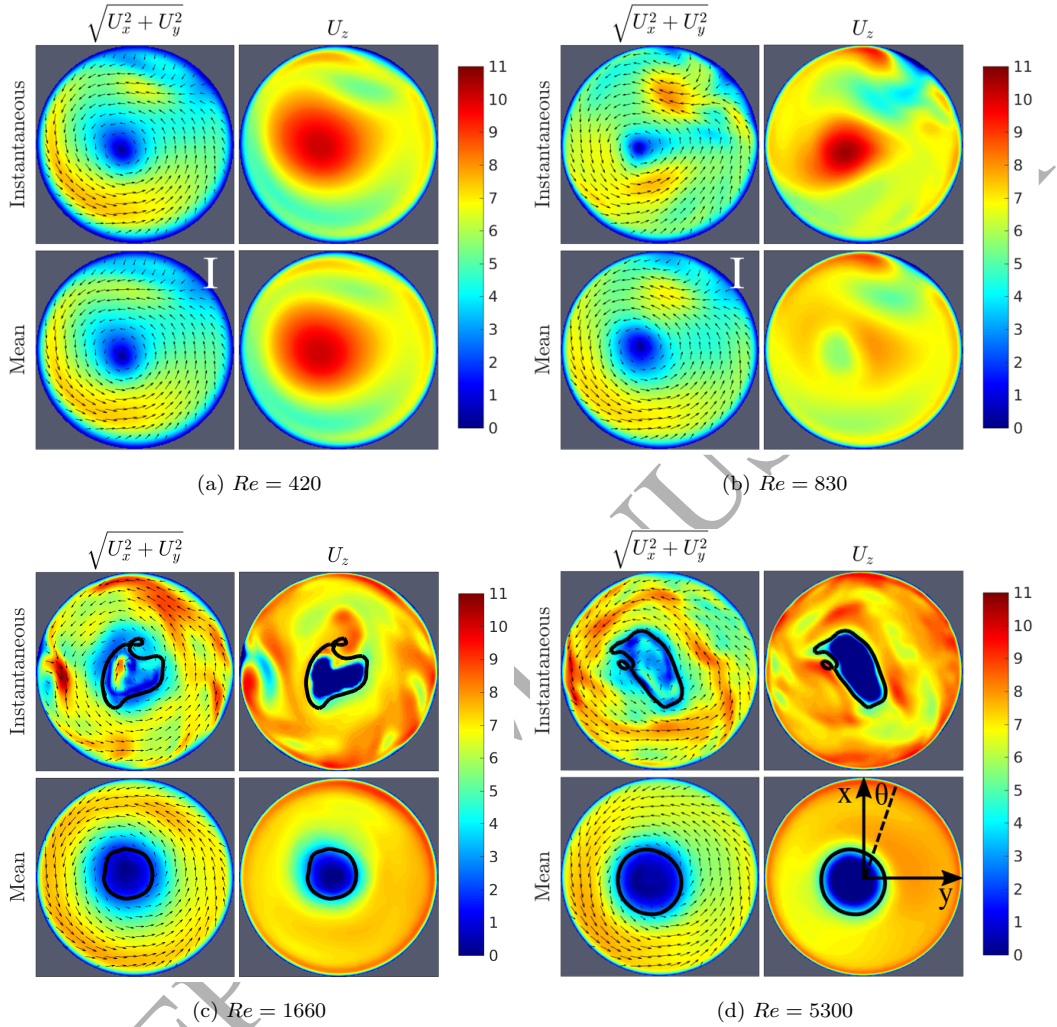 √(U_x^2 + U_y^2) U_z
√(U_x^2 + U_y^2) U_z
Instantaneous
11
10
9
8
7
6
5
4
3
2
1
0
Mean
I
(a) Re = 420
Instantaneous
11
10
9
8
7
6
5
4
3
2
1
0
Mean
I
(b) Re = 830
√(U_x^2 + U_y^2) U_z
√(U_x^2 + U_y^2) U_z
Instantaneous
11
10
9
8
7
6
5
4
3
2
1
0
Mean
(c) Re = 1660
Instantaneous
11
10
9
8
7
6
5
4
3
2
1
0
Mean
x θ
y
(d) Re = 5300